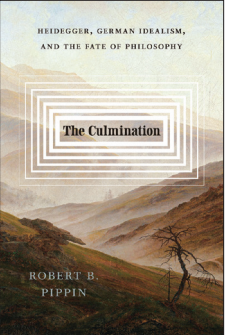 HEIDEGGER, GERMAN IDEALISM,
AND THE FATE OF PHILOSOPHY
The Culmination
ROBERT B.
PIPPIN